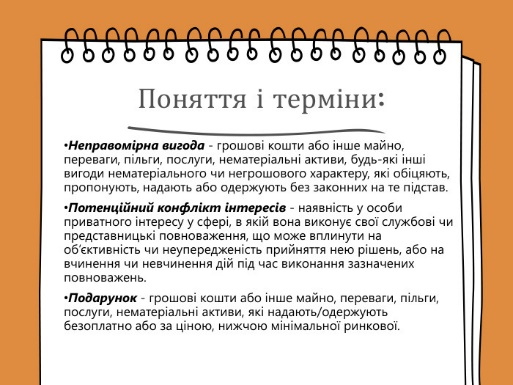 Поняття і терміни:
•Неправомірна вигода - грошові кошти або інше майно,
переваги, пільги, послуги, нематеріальні активи, будь-які інші
вигоди нематеріального чи негрошового характеру, які обіцяють,
пропонують, надають або одержують без законних на те підстав.
•Потенційний конфлікт інтересів - наявність у особи
приватного інтересу у сфері, в якій вона виконує свої службові чи
представницькі повноваження, що може вплинути на
об’єктивність чи неупередженість прийняття нею рішень, або на
вчинення чи невчинення дій під час виконання зазначених
повноважень.
•Подарунок - грошові кошти або інше майно, переваги, пільги,
послуги, нематеріальні активи, які надають/одержують
безоплатно або за ціною, нижчою мінімальної ринкової.